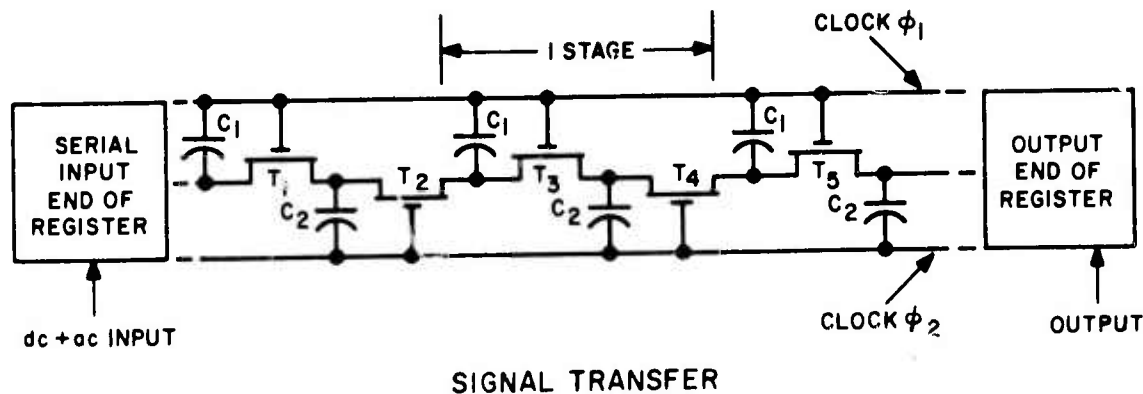 CLOCK ϕ1
1 STAGE
SERIAL
INPUT
END OF
REGISTER
C1
T1
C2
T2
C1
T3
C2
T4
C1
T5
C2
OUTPUT
END OF
REGISTER
dc + ac INPUT
CLOCK ϕ2
OUTPUT
SIGNAL TRANSFER